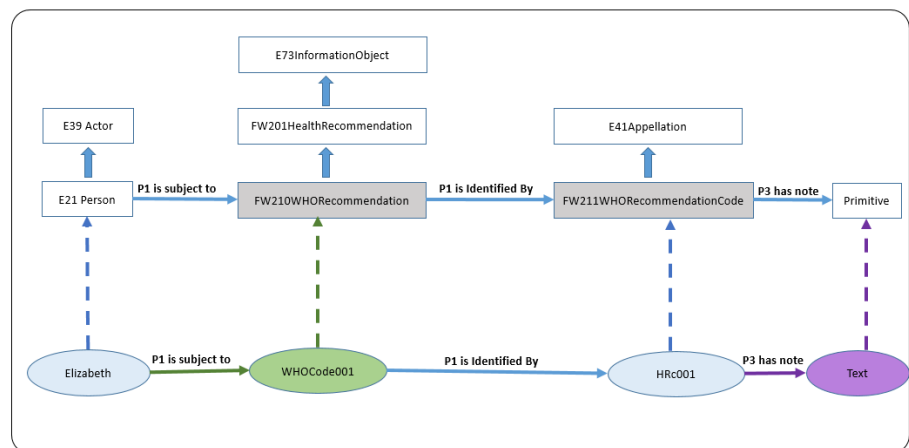 E73InformationObject
E39 Actor
FW201HealthRecommendation
E41Appellation
E21 Person
P1 is subject to
FW210WHORecommendation
P1 is Identified By
FW211WHORecommendationCode
P3 has note
Primitive
Elizabeth
P1 is subject to
WHOCode001
P1 is Identified By
HRc001
P3 has note
Text